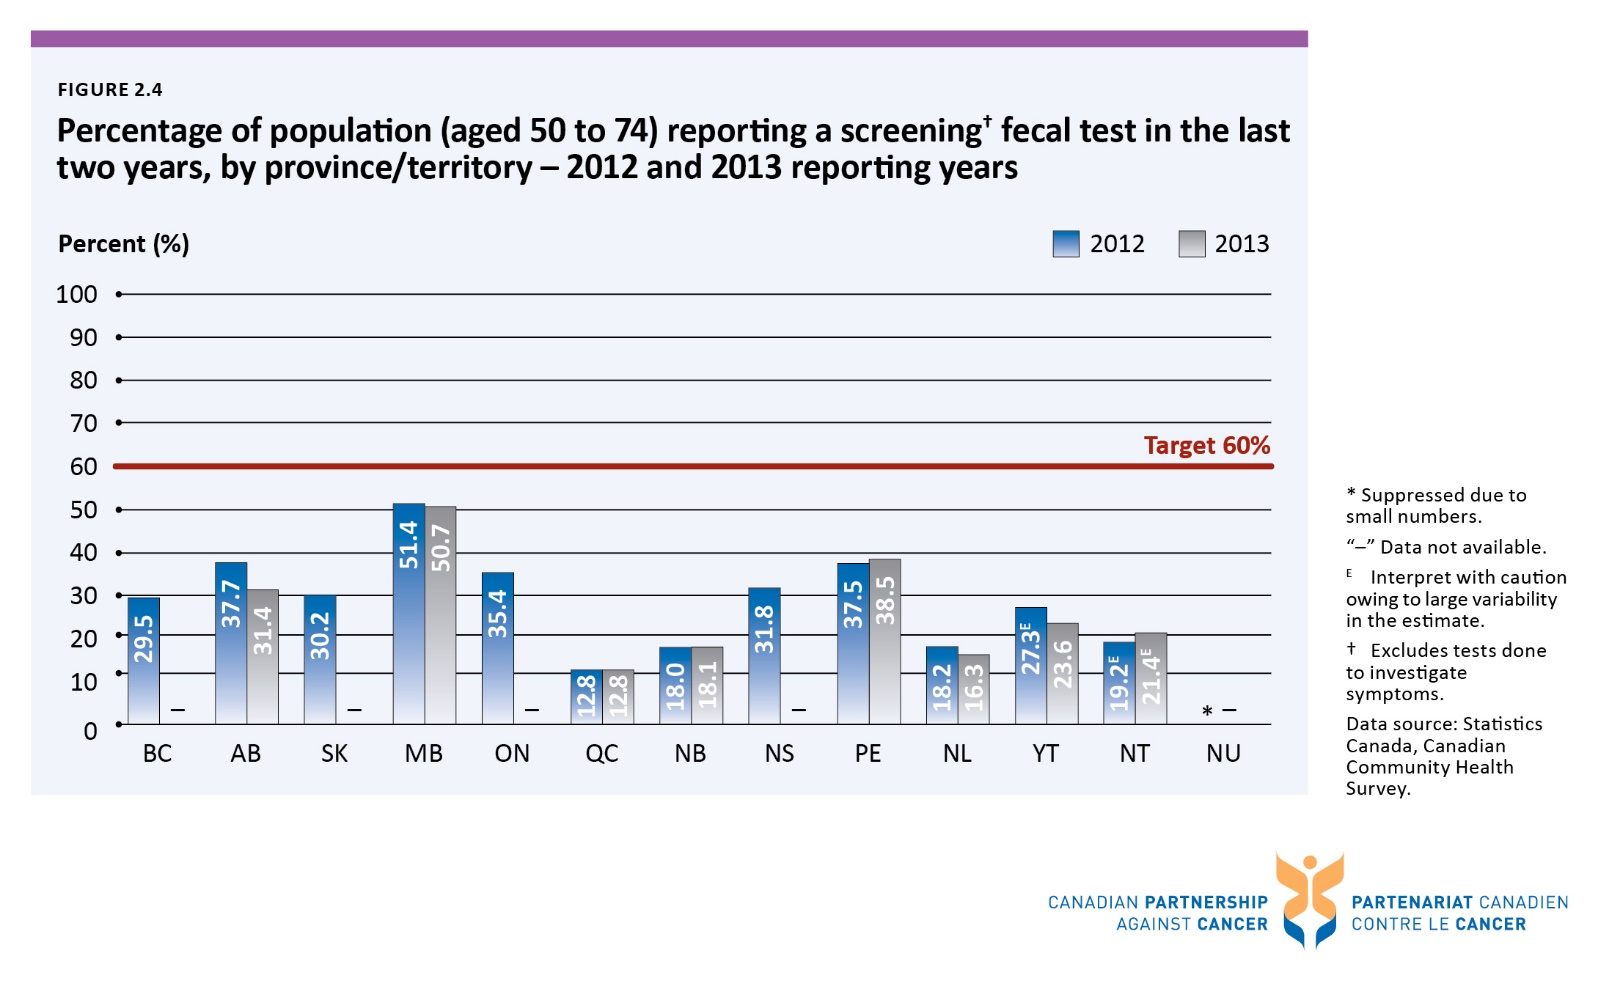 FIGURE 2.4
Percentage of population (aged 50 to 74) reporting a screening† fecal test in the last
two years, by province/territory – 2012 and 2013 reporting years
Percent (%)
2012
2013
100
90
80
70
Target 60%
60
50
40
30
20
10
0
29.5
–
37.7
31.4
30.2
–
51.4
50.7
35.4
–
12.8
12.8
18.0
18.1
31.8
–
37.5
38.5
18.2
16.3
27.3E
23.6
19.2E
21.4E
* –
BC
AB
SK
MB
ON
QC
NB
NS
PE
NL
YT
NT
NU
* Suppressed due to
small numbers.
“–” Data not available.
E Interpret with caution
owing to large variability
in the estimate.
† Excludes tests done
to investigate
symptoms.
Data source: Statistics
Canada, Canadian
Community Health
Survey.
CANADIAN PARTNERSHIP
AGAINST CANCER
PARTENARIAT CANADIEN
CONTRE LE CANCER